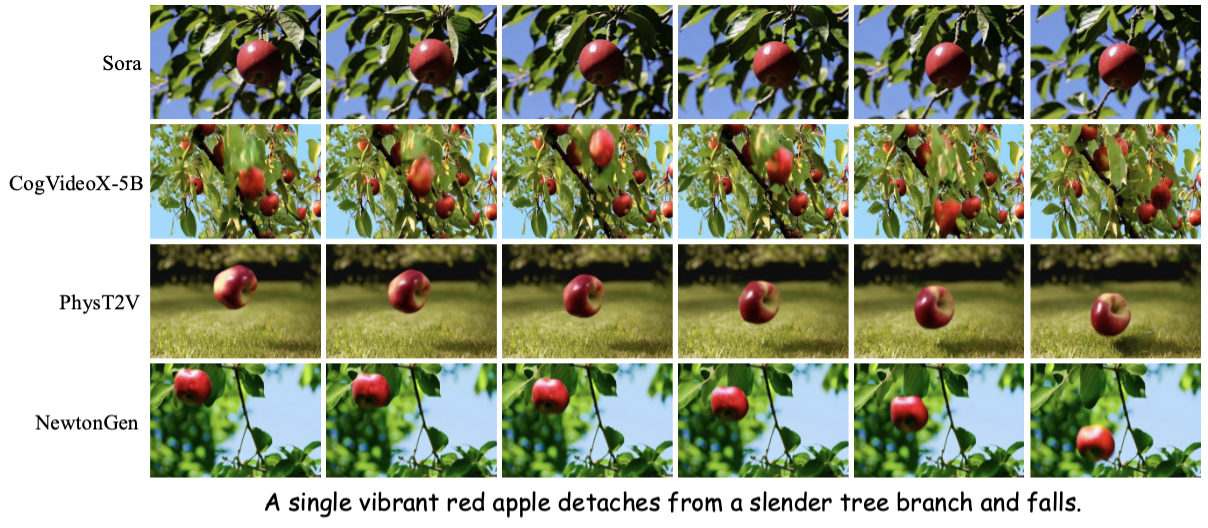 Sora
CogVideoX-5B
PhysT2V
NewtonGen
A single vibrant red apple detaches from a slender tree branch and falls.